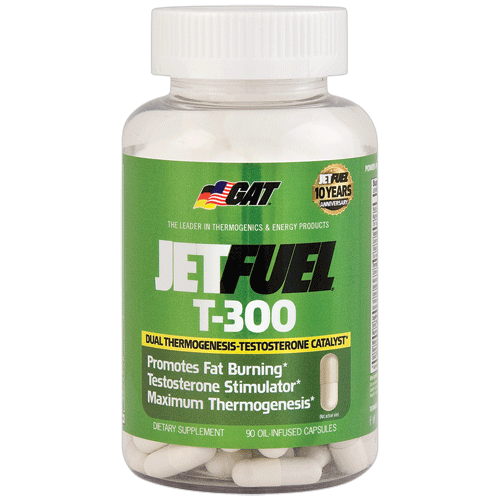 GAT
JETFUEL
10 YEARS
ANNIVERSARY
THE LEADER IN THERMOGENICS & ENERGY PRODUCTS
JETFUEL
T-300
DUAL THERMOGENESIS-TESTOSTERONE CATALYST*
Promotes Fat Burning*
Testosterone Stimulator*
Maximum Thermogenesis*
DIETARY SUPPLEMENT
90 OIL-INFUSED CAPSULES